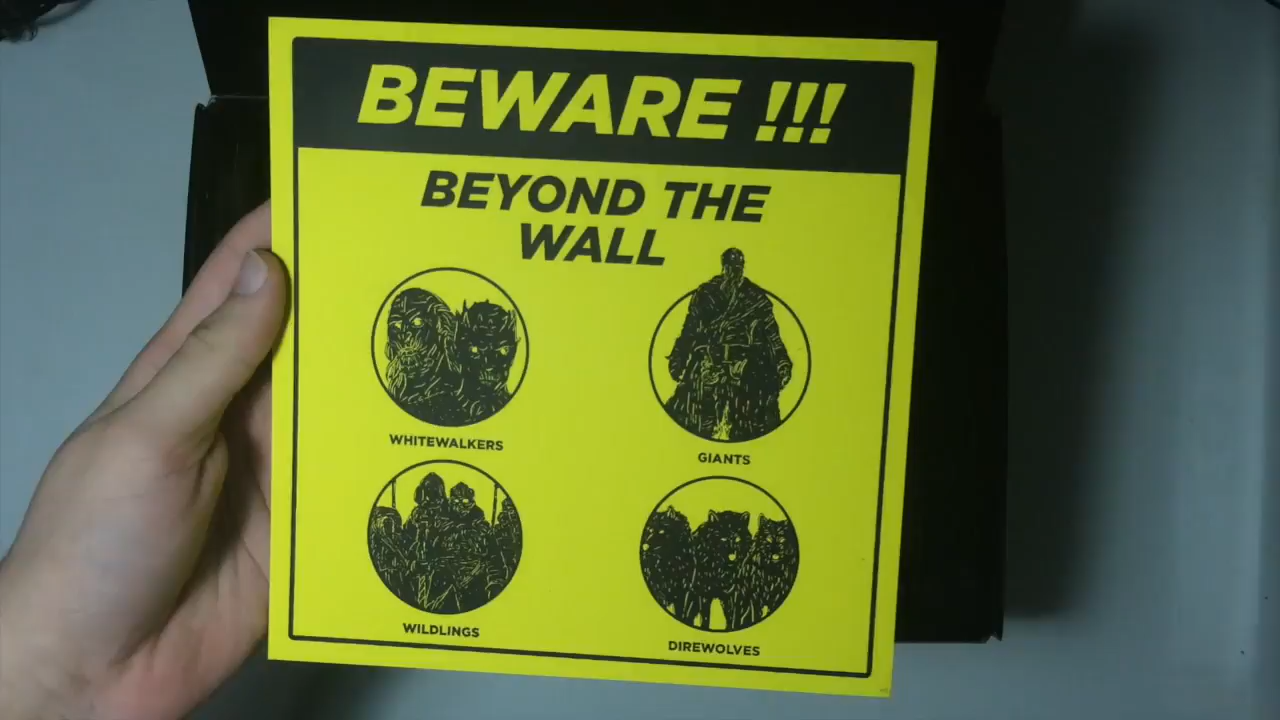 BEWARE !!!
BEYOND THE
WALL
WHITEWALKERS
GIANTS
WILDLINGS
DIREWOLVES